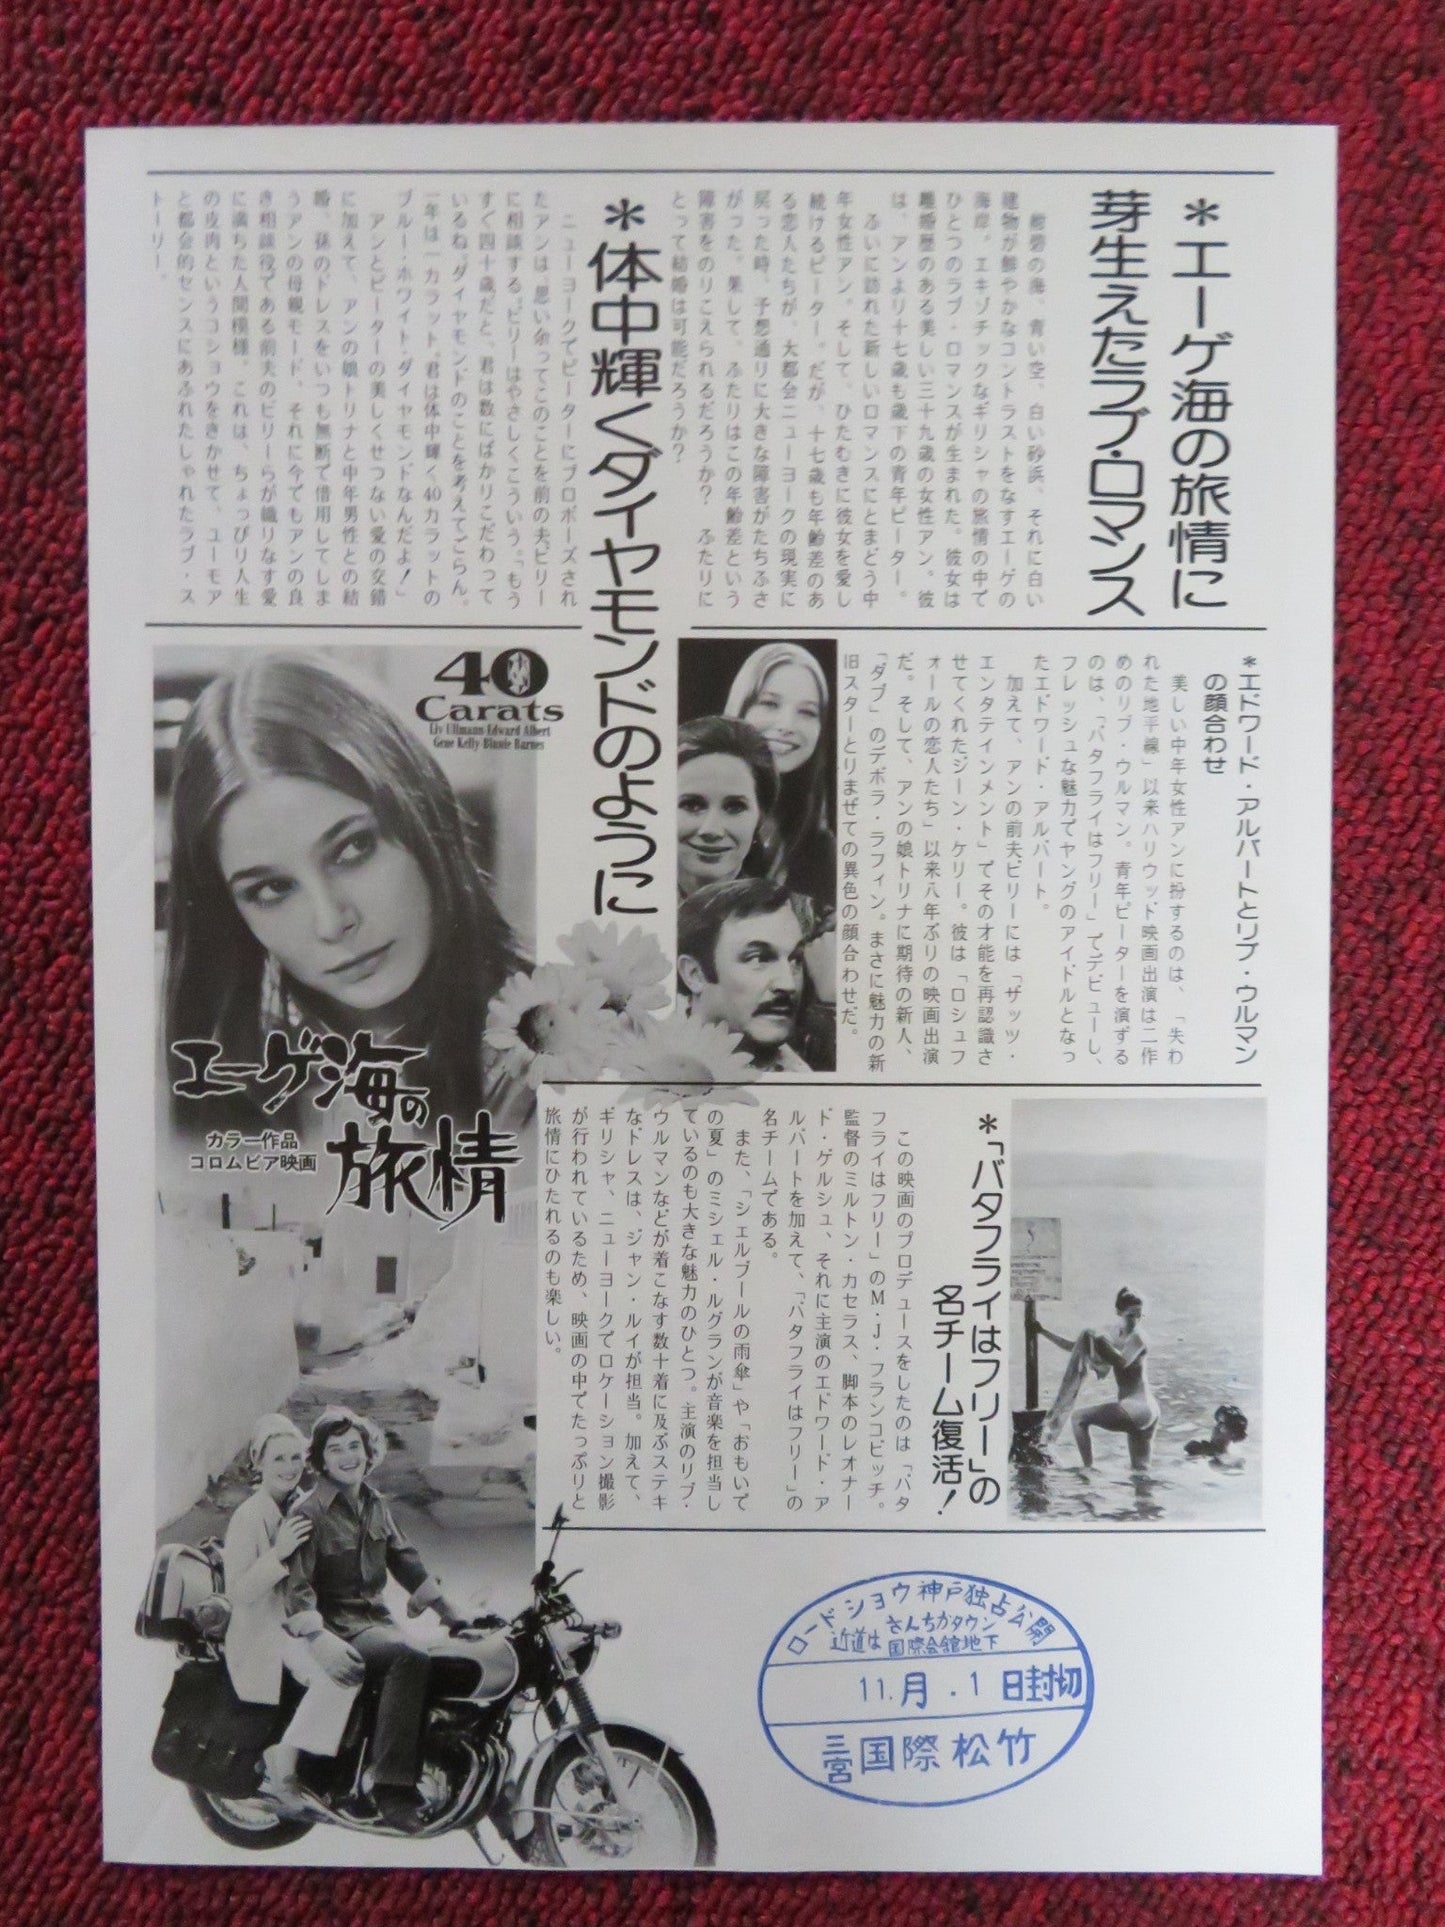 ＊エーゲ海の旅情に
芽生えたラブ・ロマンス
紺碧の海、青い空、白い砂浜、それに白い
建物が鮮やかなコントラストをなすエーゲの
海岸。エキゾチックなギリシャの旅情の中で
ひとつのラブ・ロマンスが生まれた。彼女は
離婚歴のある美しい三十九歳の女性アン。彼
は、アンより十七歳も歳下の青年ピーター。
ふいに訪れた新しいロマンスにとまどう中
年女性アン。そして、ひたむきに彼女を愛し
続けるピーター。だが、十七歳も年齢差のあ
る恋人たちが、大都会ニューヨークの現実に
戻った時、予想通りに大きな障害がたちふさ
がった。果して、ふたりはこの年齢差という
障害をのりこえられるだろうか？　ふたりに
とって結婚は可能だろうか？
＊体中輝くダイヤモンドのように
ニューヨークでピーターにプロポーズされ
たアンは、思い余ってこのことを前の夫ビリー
に相談する。ビリーはやさしくこういう。「もう
すぐ四十歳だと、君は数にばかりこだわって
いるね。ダイヤモンドのことを考えてごらん。
一年は一カラット。君は体中輝く40カラットの
ブルー・ホワイト・ダイヤモンドなんだよ！」
アンとピーターの美しくせつない愛の交錯
に加えて、アンの娘トリナと中年男性との結
婚、孫のドレスをいつも無断で借用してしま
うアンの母親モード、それに今でもアンの良
き相談役である前夫のビリーらが織りなす愛
に満ちた人間模様。これは、ちょっぴり人生
の皮肉というコショウをきかせて、ユーモア
と都会的センスにあふれたしゃれたラブ・ス
トーリー。
＊エドワード・アルバートとリブ・ウルマン
の顔合わせ
美しい中年女性アンに扮するのは、「失わ
れた地平線」以来ハリウッド映画出演は二作
めのリブ・ウルマン。青年ピーターを演ずる
のは、「バタフライはフリー」でデビューし、
フレッシュな魅力でヤングのアイドルとなっ
たエドワード・アルバート。
加えて、アンの前夫ビリーには「ザッツ・
エンタテインメント」でその才能を再認識さ
せてくれたジーン・ケリー。彼は「ロシュフ
ォールの恋人たち」以来八年ぶりの映画出演
だ。そして、アンの娘トリナに期待の新人、
「ダブ」のデボラ・ラフィン。まさに魅力の新
旧スターとりまぜての異色の顔合わせだ。
40
Carats
Liv Ullmann Edward Albert
Gene Kelly Binnie Barnes
エーゲ海の
旅情
カラー作品
コロムビア映画
＊「バタフライはフリー」の
名チーム復活！
この映画のプロデュースをしたのは「バタ
フライはフリー」のM・J・フランコビッチ。
監督のミルトン・カセラス、脚本のレオナー
ド・ゲルシュ、それに主演のエドワード・ア
ルバートを加えて、「バタフライはフリー」の
名チームである。
また、「シェルブールの雨傘」や「おもいで
の夏」のミシェル・ルグランが音楽を担当し
ているのも大きな魅力のひとつ。主演のリブ・
ウルマンなどが着こなす数十着に及ぶステキ
なドレスは、ジャン・ルイが担当。加えて、
ギリシャ、ニューヨークでロケーション撮影
が行われているため、映画の中でたっぷりと
旅情にひたれるのも楽しい。
ロードショウ神戸独占公開
近道は さんちかタウン
国際会館地下
11.月.1日封切
三宮国際松竹